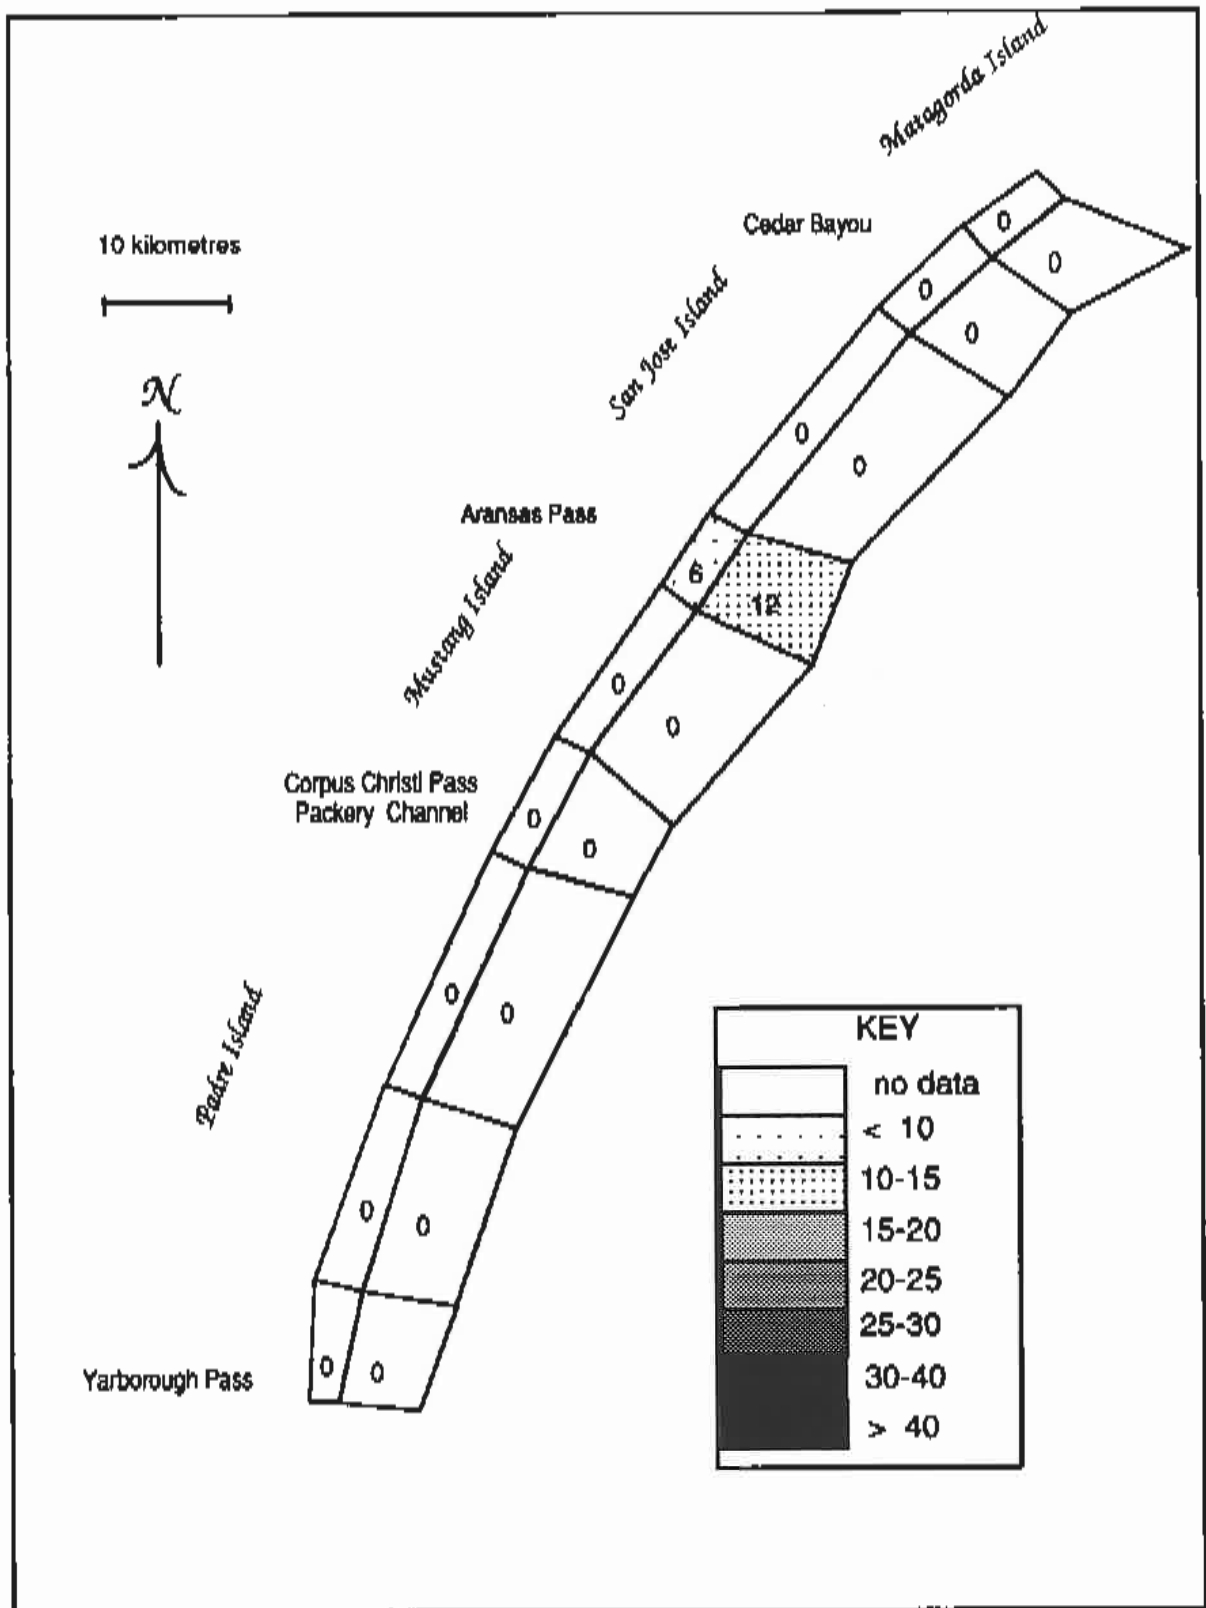 Matagorda Island
Cedar Bayou
10 kilometres
San Jose Island
N
Aransas Pass
Mustang Island
Corpus Christi Pass
Packery Channel
Padre Island
Yarborough Pass
0
0
0
0
0
0
6
12
0
0
0
0
0
0
0
0
0
0
KEY
no data
< 10
10-15
15-20
20-25
25-30
30-40
> 40